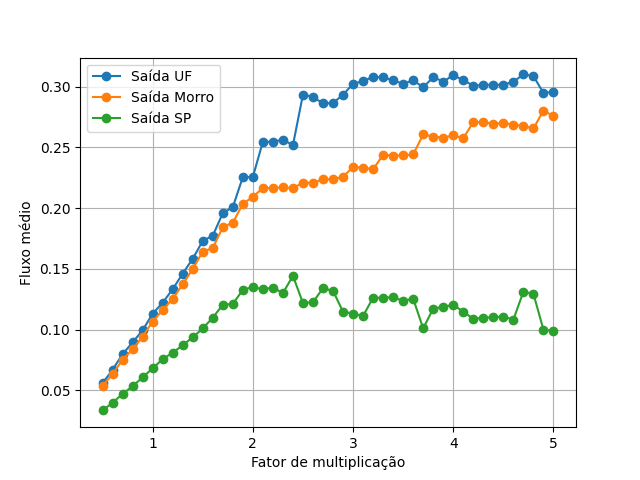 Saída UF
Saída Morro
Saída SP
0.30
0.25
0.20
0.15
0.10
0.05
Fluxo médio
1 2 3 4 5
Fator de multiplicação